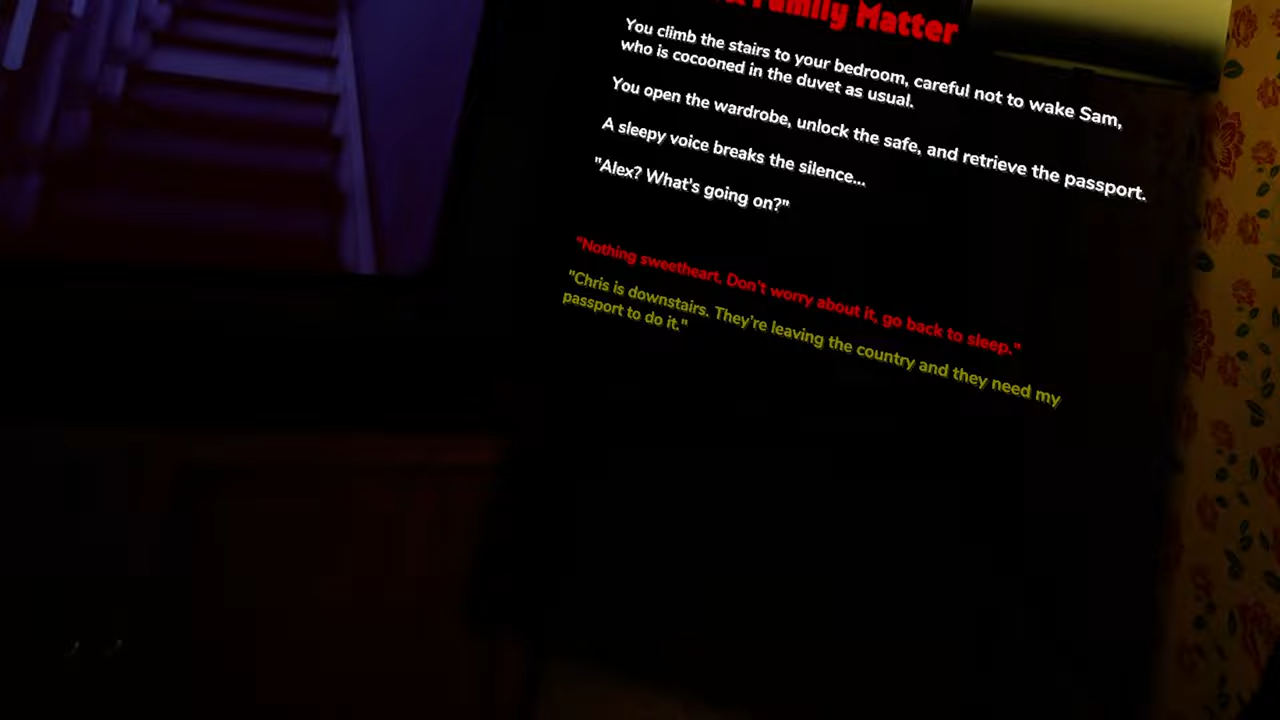 Family Matter
You climb the stairs to your bedroom, careful not to wake Sam,
who is cocooned in the duvet as usual.
You open the wardrobe, unlock the safe, and retrieve the passport.
A sleepy voice breaks the silence...
"Alex? What's going on?"
"Nothing sweetheart. Don't worry about it, go back to sleep."
"Chris is downstairs. They're leaving the country and they need my
passport to do it."